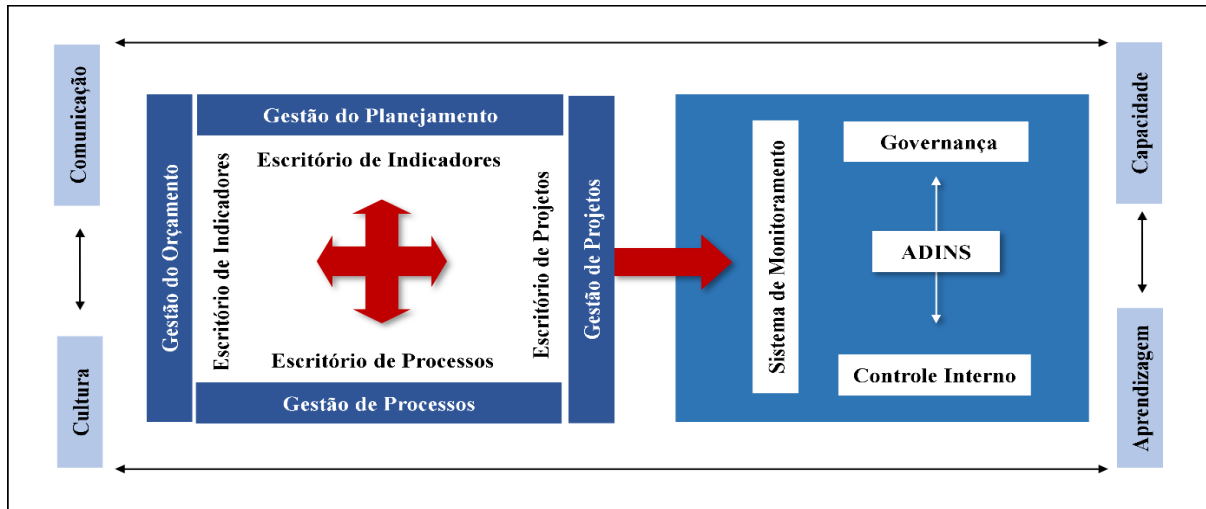 Comunicação
Cultura
Gestão do Orçamento
Gestão do Planejamento
Escritório de Indicadores
Escritório de Indicadores
Escritório de Projetos
Escritório de Processos
Gestão de Processos
Gestão de Projetos
Sistema de Monitoramento
Governança
ADINS
Controle Interno
Capacidade
Aprendizagem